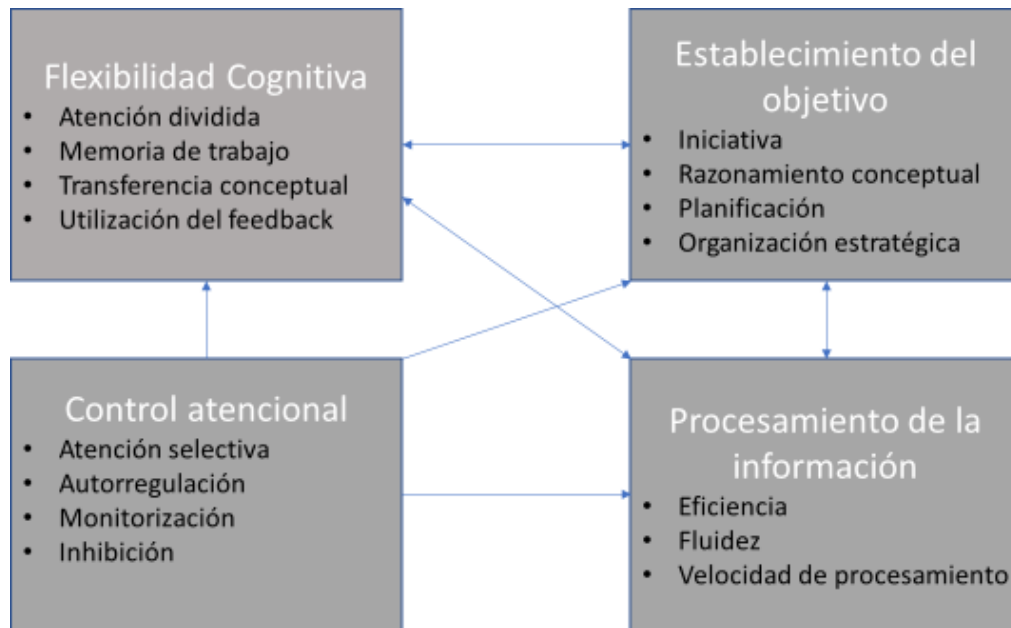 Flexibilidad Cognitiva
• Atención dividida
• Memoria de trabajo
• Transferencia conceptual
• Utilización del feedback
Establecimiento del
objetivo
• Iniciativa
• Razonamiento conceptual
• Planificación
• Organización estratégica
Control atencional
• Atención selectiva
• Autorregulación
• Monitorización
• Inhibición
Procesamiento de la
información
• Eficiencia
• Fluidez
• Velocidad de procesamiento